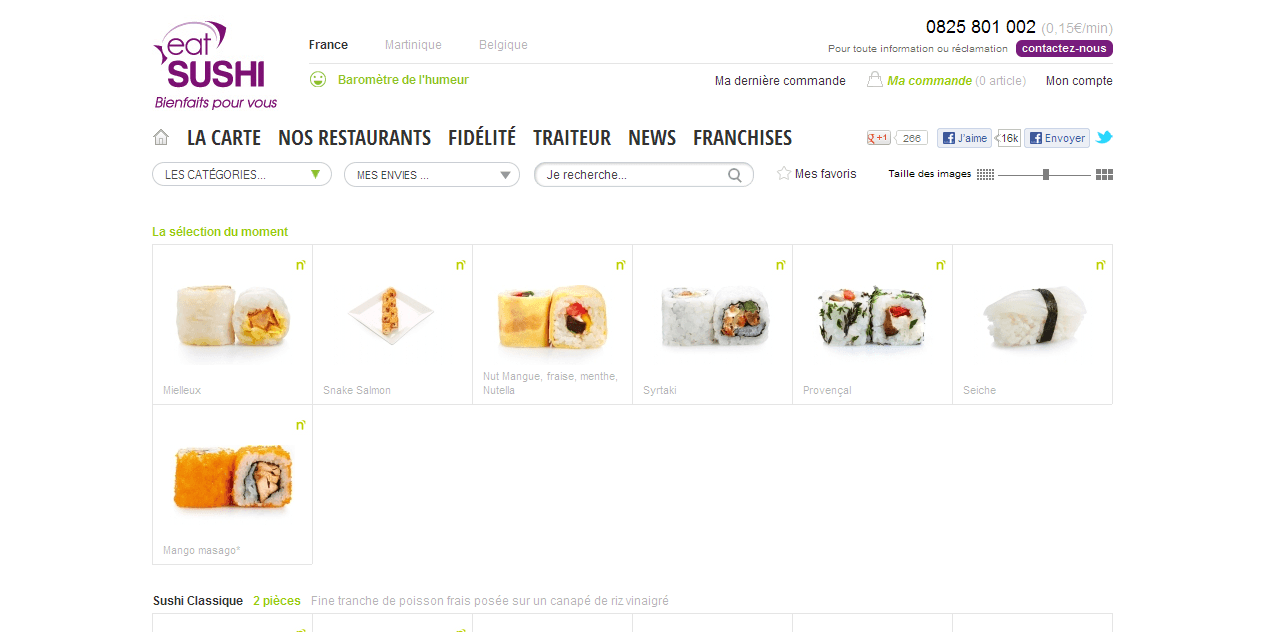 eat
SUSHI
Bienfaits pour vous
France Martinique Belgique
0825 801 002 (0,15€/min)
Pour toute information ou réclamation contactez-nous
Baromètre de l'humeur
Ma dernière commande Ma commande (0 article) Mon compte
LA CARTE NOS RESTAURANTS FIDÉLITÉ TRAITEUR NEWS FRANCHISES
+1 266 J'aime 16k Envoyer
LES CATÉGORIES... MES ENVIES ... Je recherche... Mes favoris Taille des images
La sélection du moment
n n n n n n
Mielleux
Snake Salmon
Nut Mangue, fraise, menthe,
Nutella
Syrtaki
Provençal
Seiche
n
Mango masago*
Sushi Classique 2 pièces Fine tranche de poisson frais posée sur un canapé de riz vinaigré